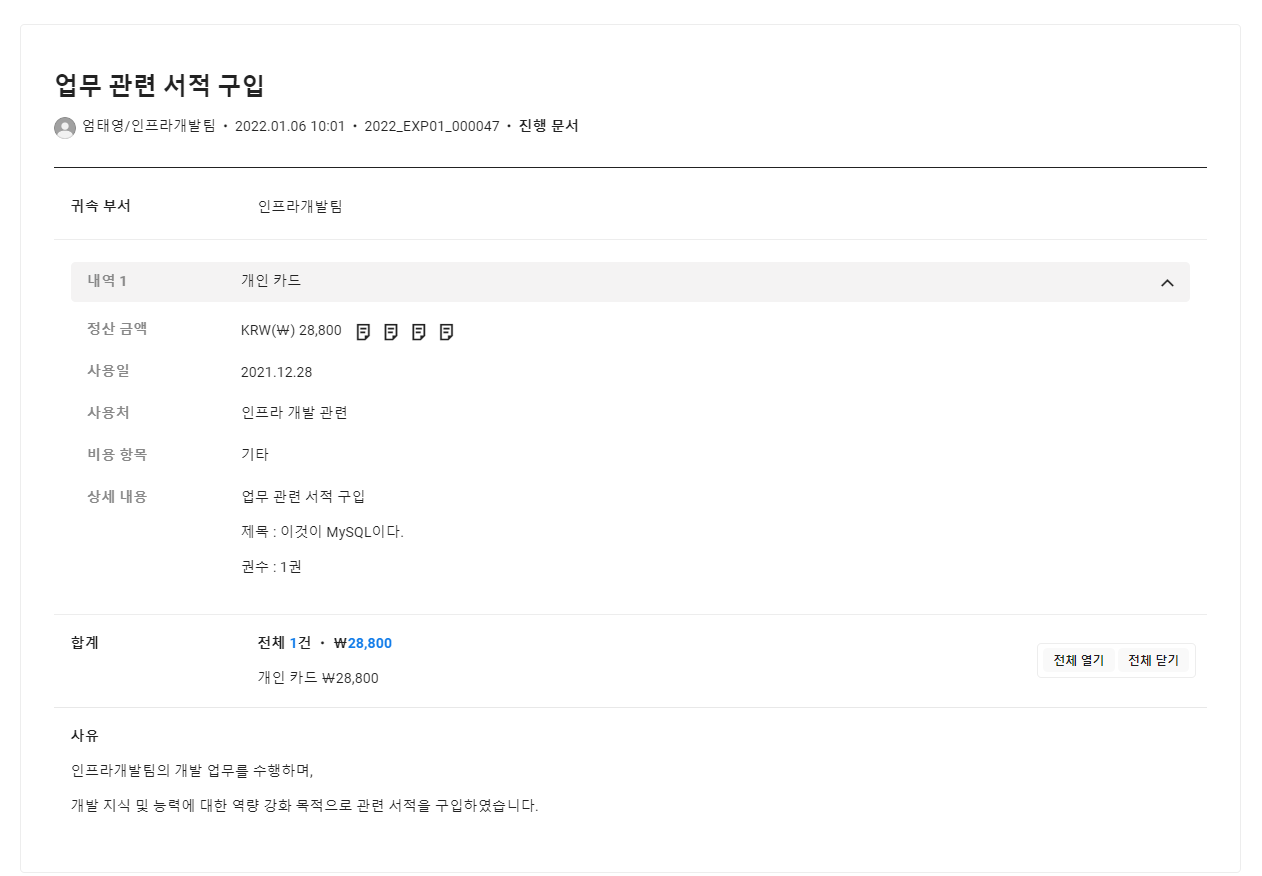 업무 관련 서적 구입
엄태영/인프라개발팀 • 2022.01.06 10:01 • 2022_EXP01_000047 • 진행 문서
귀속 부서 인프라개발팀
내역 1 개인 카드
정산 금액 KRW(₩) 28,800
사용일 2021.12.28
사용처 인프라 개발 관련
비용 항목 기타
상세 내용 업무 관련 서적 구입
제목 : 이것이 MySQL이다.
권수 : 1권
합계 전체 1건 • ₩28,800
개인 카드 ₩28,800
전체 열기 전체 닫기
사유
인프라개발팀의 개발 업무를 수행하며,
개발 지식 및 능력에 대한 역량 강화 목적으로 관련 서적을 구입하였습니다.